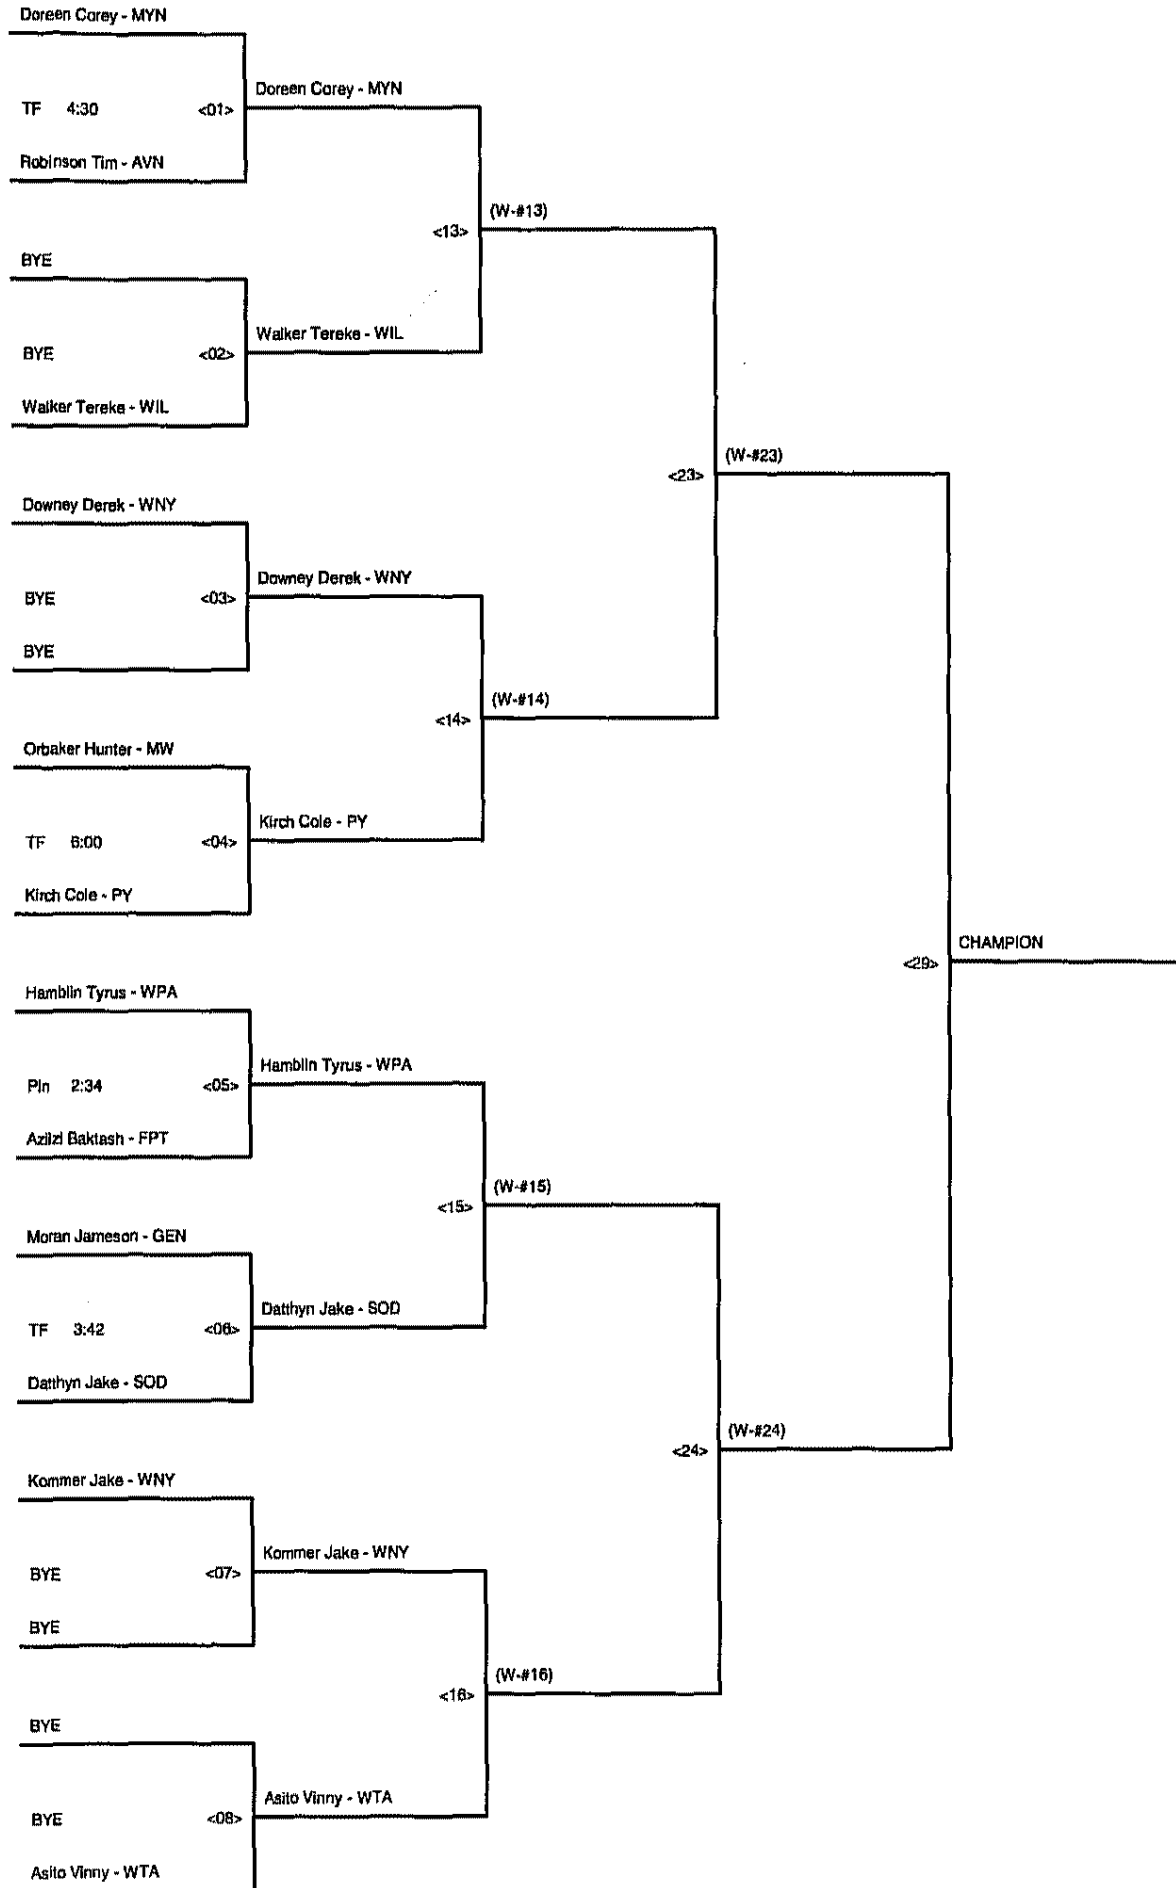 Doreen Corey - MYN
Doreen Corey - MYN
TF 4:30 <01>
Robinson Tim - AVN
(W-#13)
<13>
BYE
Walker Tereke - WIL
BYE <02>
Walker Tereke - WIL
(W-#23)
<23>
Downey Derek - WNY
Downey Derek - WNY
BYE <03>
BYE
(W-#14)
<14>
Orbaker Hunter - MW
Kirch Cole - PY
TF 6:00 <04>
Kirch Cole - PY
CHAMPION
<29>
Hamblin Tyrus - WPA
Hamblin Tyrus - WPA
Pin 2:34 <05>
Azilzi Baktash - FPT
(W-#15)
<15>
Moran Jameson - GEN
Datthyn Jake - SOD
TF 3:42 <06>
Datthyn Jake - SOD
(W-#24)
<24>
Kommer Jake - WNY
Kommer Jake - WNY
BYE <07>
BYE
(W-#16)
<16>
BYE
Asito Vinny - WTA
BYE <08>
Asito Vinny - WTA